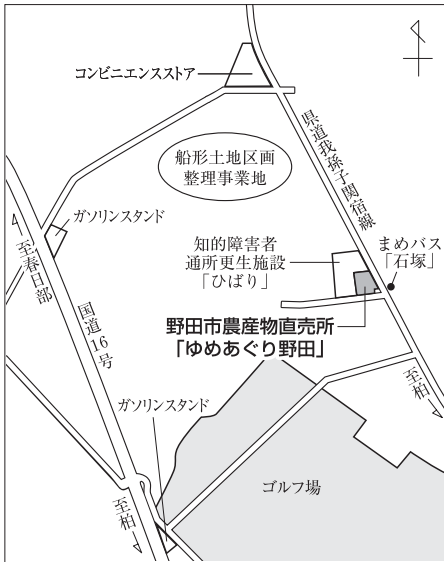 コンビニエンスストア
県道我孫子関宿線
船形土地区画
整理事業地
ガソリンスタンド
至春日部
国道16号
知的障害者
通所更生施設
「ひばり」
まめバス
「石塚」
野田市農産物直売所
「ゆめあぐり野田」
ガソリンスタンド
至柏
ゴルフ場
至柏